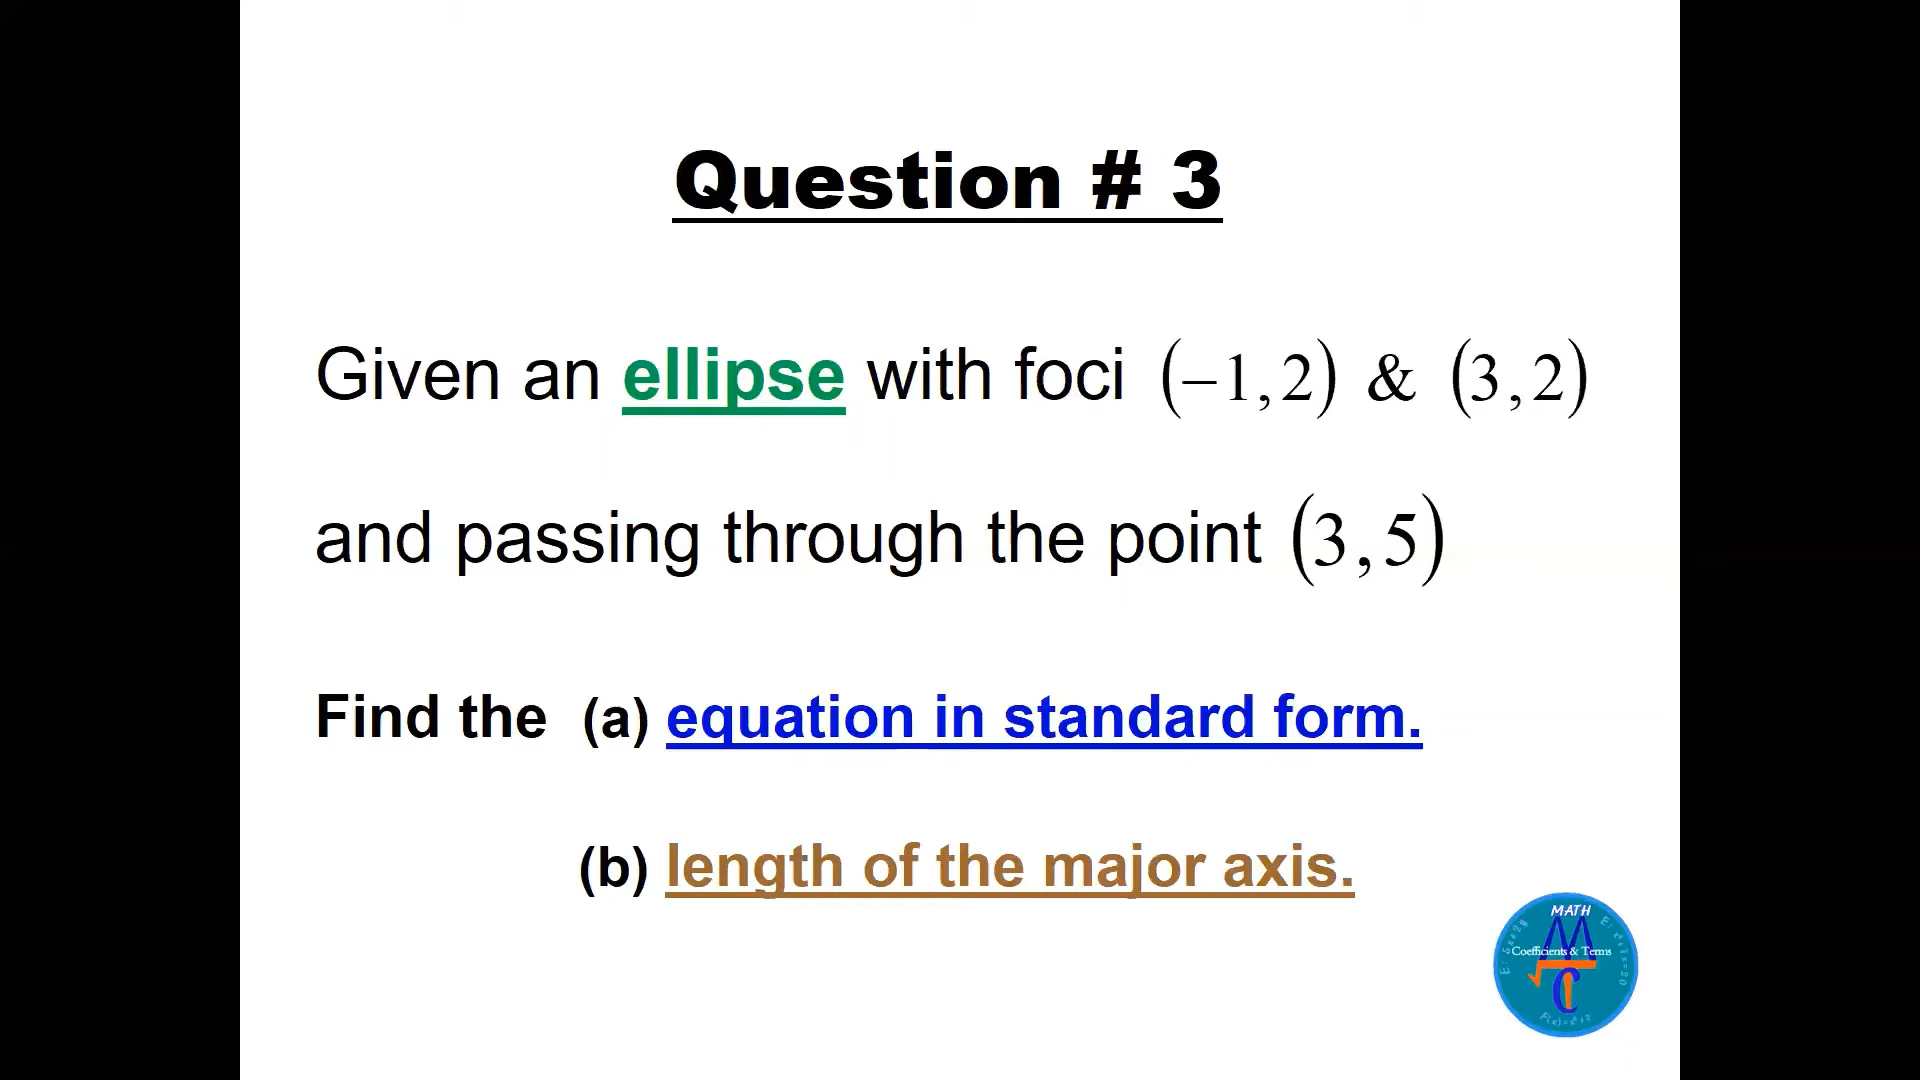 Question # 3
Given an ellipse with foci (−1, 2) & (3, 2)
and passing through the point (3, 5)
Find the (a) equation in standard form.
(b) length of the major axis.
MATH
Coefficients & Terms